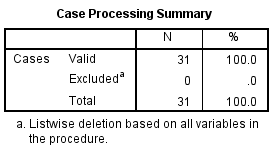 Case Processing Summary
N %
Cases Valid 31 100.0
Excludedᵃ 0 .0
Total 31 100.0
a. Listwise deletion based on all variables in
the procedure.